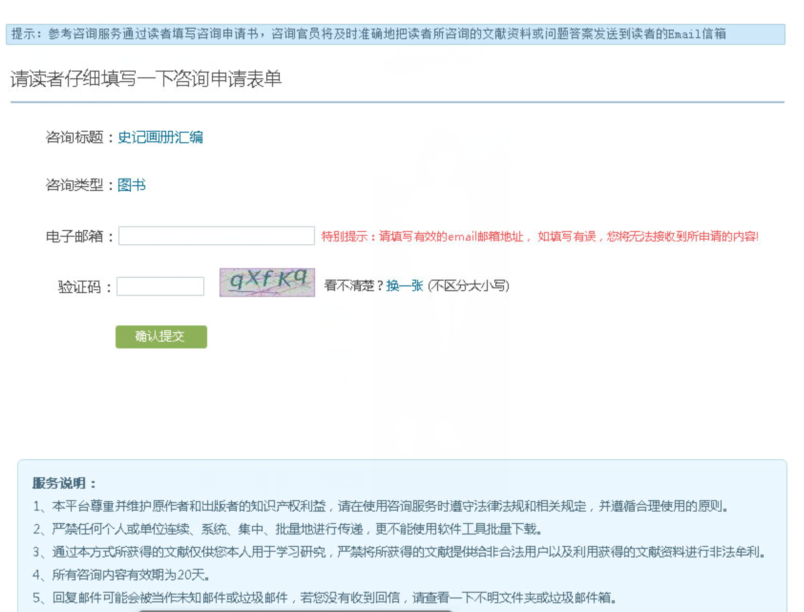 提示：参考咨询服务通过读者填写咨询申请书，咨询官员将及时准确地把读者所咨询的文献资料或问题答案发送到读者的Email信箱
请读者仔细填写一下咨询申请表单
咨询标题：史记画册汇编
咨询类型：图书
电子邮箱： 特别提示：请填写有效的email邮箱地址，如填写有误，您将无法接收到所申请的内容!
验证码： qXfKq 看不清楚？换一张 (不区分大小写)
确认提交
服务说明：
1、本平台尊重并维护原作者和出版者的知识产权利益，请在使用咨询服务时遵守法律法规和相关规定，并遵循合理使用的原则。
2、严禁任何个人或单位连续、系统、集中、批量地进行传递，更不能使用软件工具批量下载。
3、通过本方式所获得的文献仅供您本人用于学习研究，严禁将所获得的文献提供给非合法用户以及利用获得的文献资料进行非法牟利。
4、所有咨询内容有效期为20天。
5、回复邮件可能会被当作未知邮件或垃圾邮件，若您没有收到回信，请查看一下不明文件夹或垃圾邮件箱。